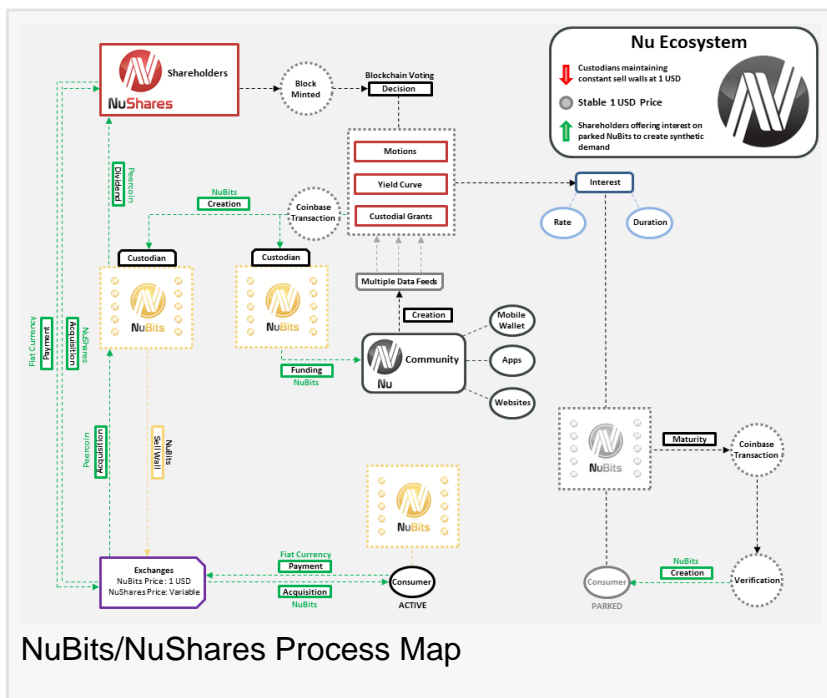 NuShares
Shareholders
Block
Minted
Blockchain Voting
Decision
Nu Ecosystem
Custodians maintaining
constant sell walls at 1 USD
Stable 1 USD Price
Shareholders offering interest on
parked NuBits to create synthetic
demand
Motions
Yield Curve
Custodial Grants
Interest
Rate
Duration
Peercoin
Dividend
NuBits
Creation
Coinbase
Transaction
Custodian
NuBits
Custodian
NuBits
Multiple Data Feeds
Creation
Nu
Community
Mobile
Wallet
Apps
Websites
Funding
NuBits
Fiat Currency
Payment
Acquisition
NuShares
Peercoin
Acquisition
NuBits
Sell Wall
NuBits
Maturity
Coinbase
Transaction
NuBits
Exchanges
NuBits Price : 1 USD
NuShares Price: Variable
Fiat Currency
Payment
Acquisition
NuBits
Consumer
ACTIVE
Consumer
PARKED
NuBits
Creation
Verification
NuBits/NuShares Process Map